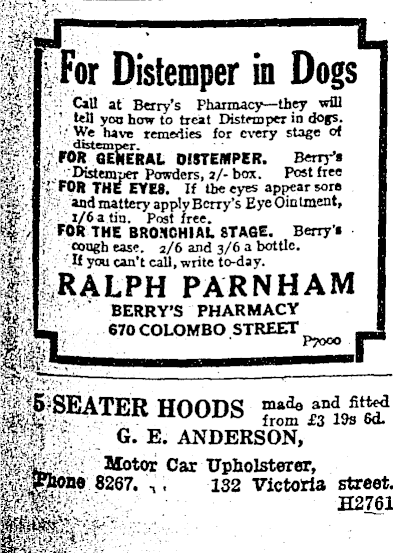 For Distemper in Dogs
Call at Berry's Pharmacy—they will
tell you how to treat Distemper in dogs.
We have remedies for every stage of
distemper.
FOR GENERAL DISTEMPER. Berry's
Distemper Powders, 2/- box. Post free
FOR THE EYES. If the eyes appear sore
and mattery apply Berry's Eye Ointment,
1/6 a tin. Post free.
FOR THE BRONCHIAL STAGE. Berry's
cough ease. 2/6 and 3/6 a bottle.
If you can't call, write to-day.
RALPH PARNHAM
BERRY'S PHARMACY
670 COLOMBO STREET
P7000
5 SEATER HOODS made and fitted
from £3 19s 6d.
G. E. ANDERSON,
Motor Car Upholsterer,
Phone 8267. 132 Victoria street.
H2761